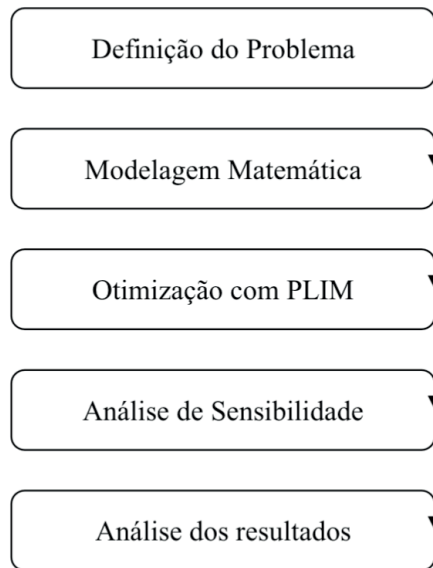 Definição do Problema
Modelagem Matemática
Otimização com PLIM
Análise de Sensibilidade
Análise dos resultados